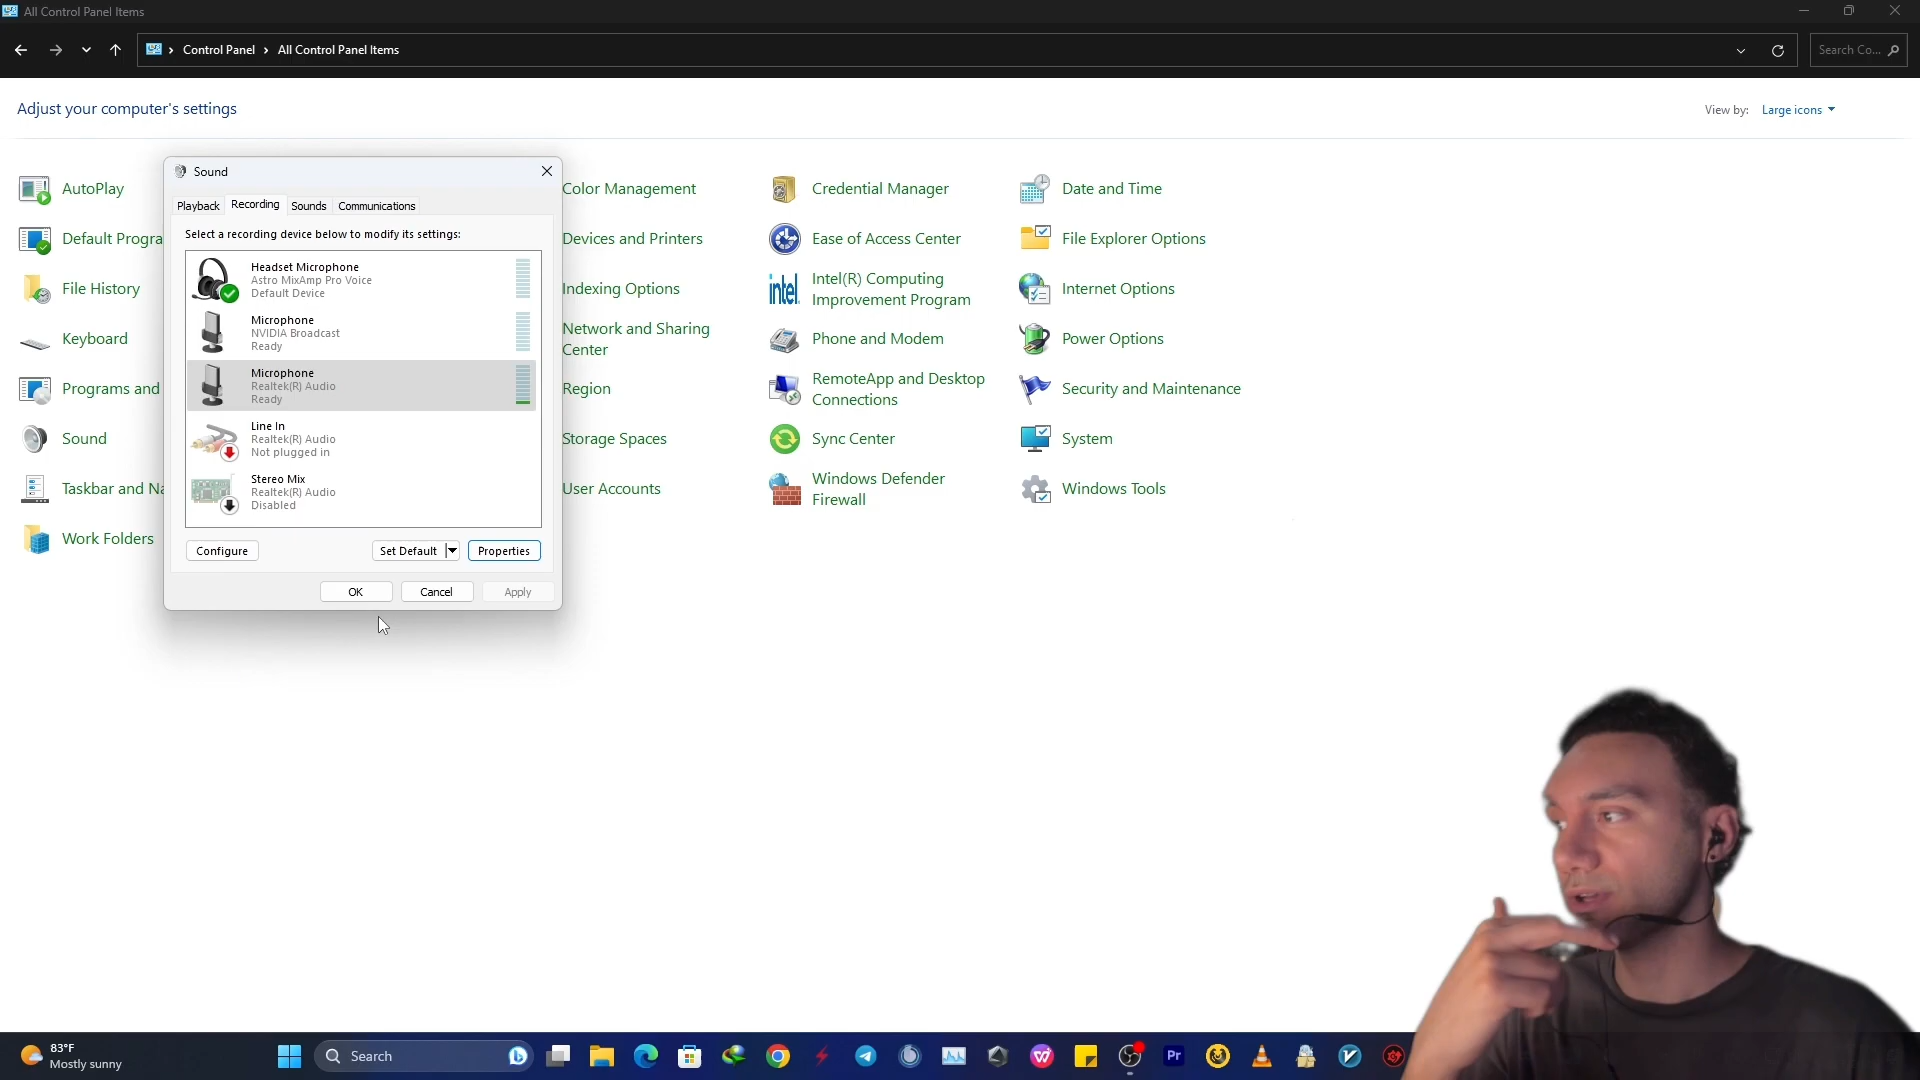 All Control Panel Items
Control Panel > All Control Panel Items
Search Co...
Adjust your computer's settings
View by: Large icons
AutoPlay
Color Management
Credential Manager
Date and Time
Default Progra
Devices and Printers
Ease of Access Center
File Explorer Options
File History
Indexing Options
Intel(R) Computing
Improvement Program
Internet Options
Keyboard
Network and Sharing
Center
Phone and Modem
Power Options
Programs and
Region
RemoteApp and Desktop
Connections
Security and Maintenance
Sound
Storage Spaces
Sync Center
System
Taskbar and Na
User Accounts
Windows Defender
Firewall
Windows Tools
Work Folders
intel.
Sound
Playback
Recording
Sounds
Communications
Select a recording device below to modify its settings:
Headset Microphone
Astro MixAmp Pro Voice
Default Device
Microphone
NVIDIA Broadcast
Ready
Microphone
Realtek(R) Audio
Ready
Line In
Realtek(R) Audio
Not plugged in
Stereo Mix
Realtek(R) Audio
Disabled
Configure
Set Default
Properties
OK
Cancel
Apply
83°F
Mostly sunny
Search
Pr